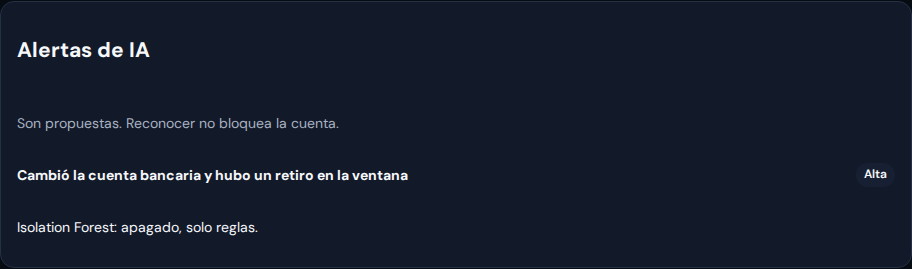 Alertas de IA
Son propuestas. Reconocer no bloquea la cuenta.
Cambió la cuenta bancaria y hubo un retiro en la ventana
Alta
Isolation Forest: apagado, solo reglas.